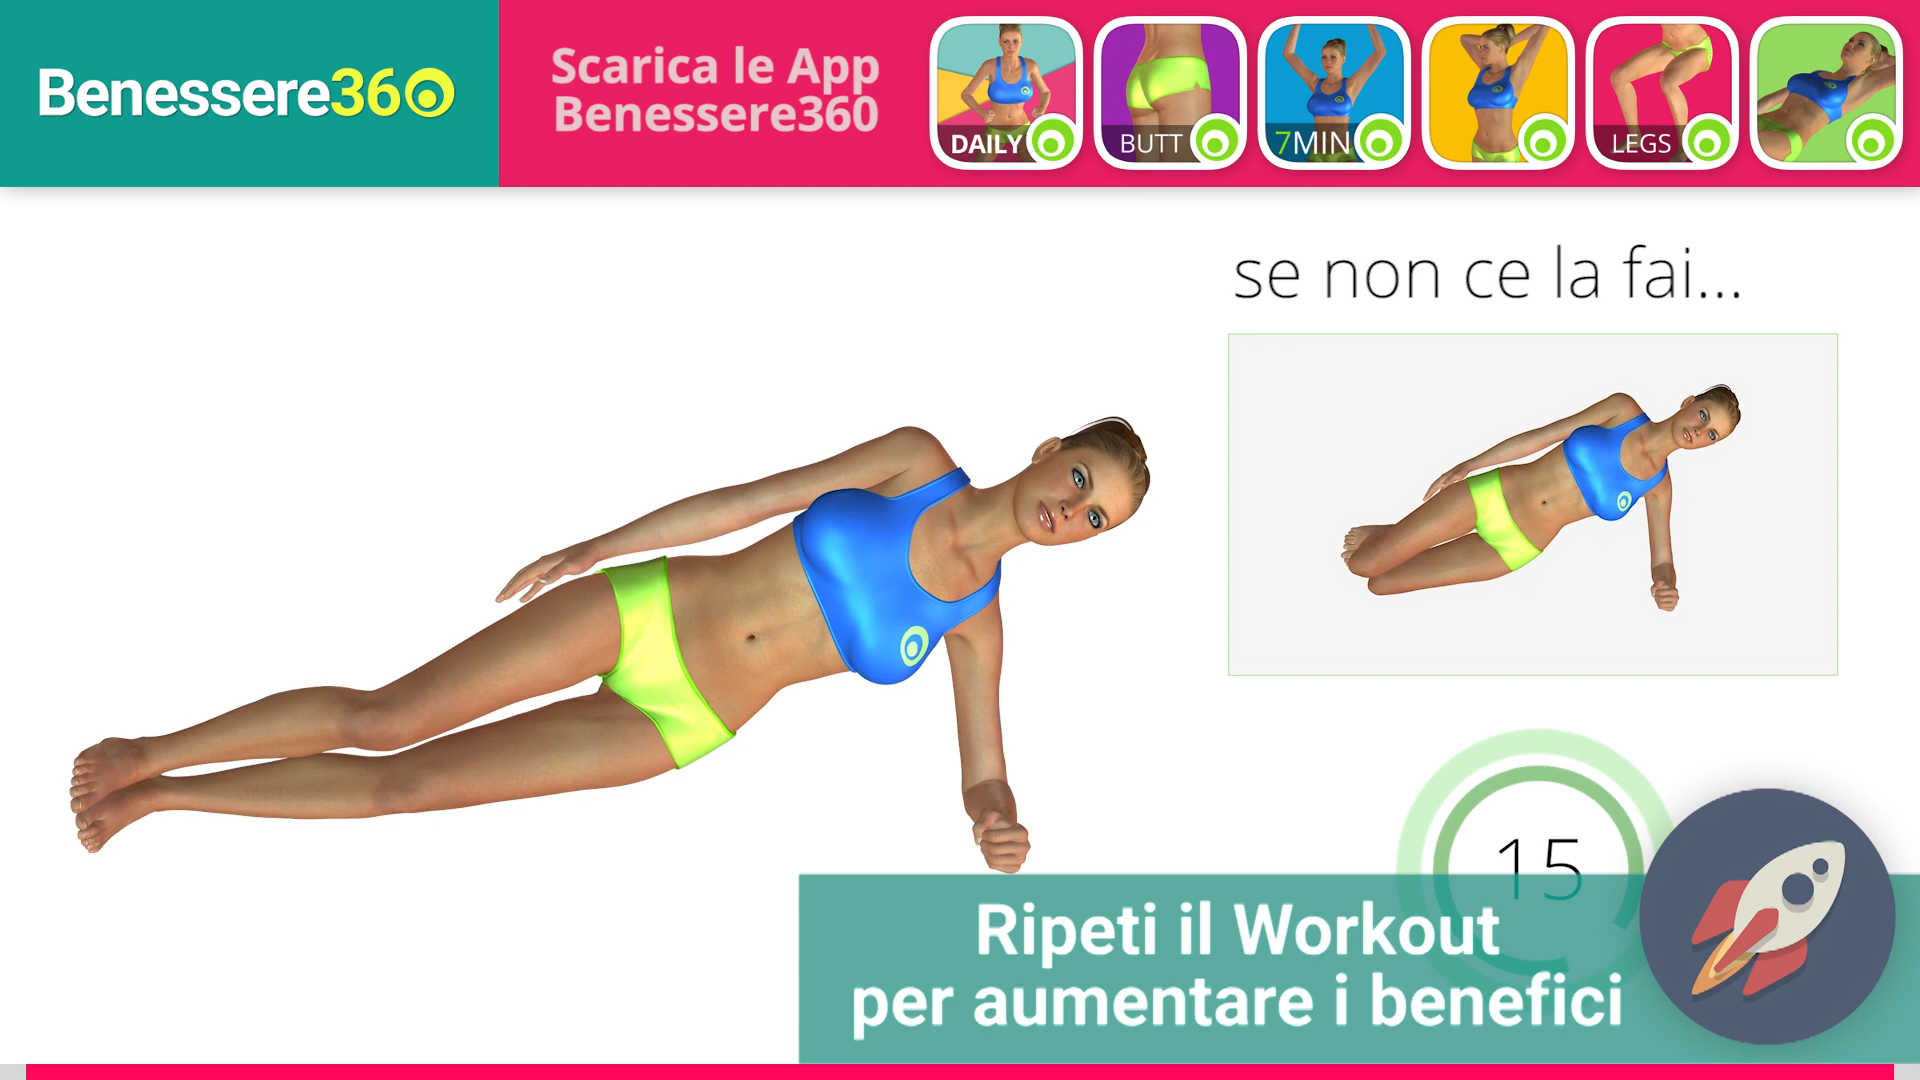 Benessere360
Scarica le App
Benessere360
DAILY
BUTT
7MIN
LEGS
se non ce la fai...
15
Ripeti il Workout
per aumentare i benefici